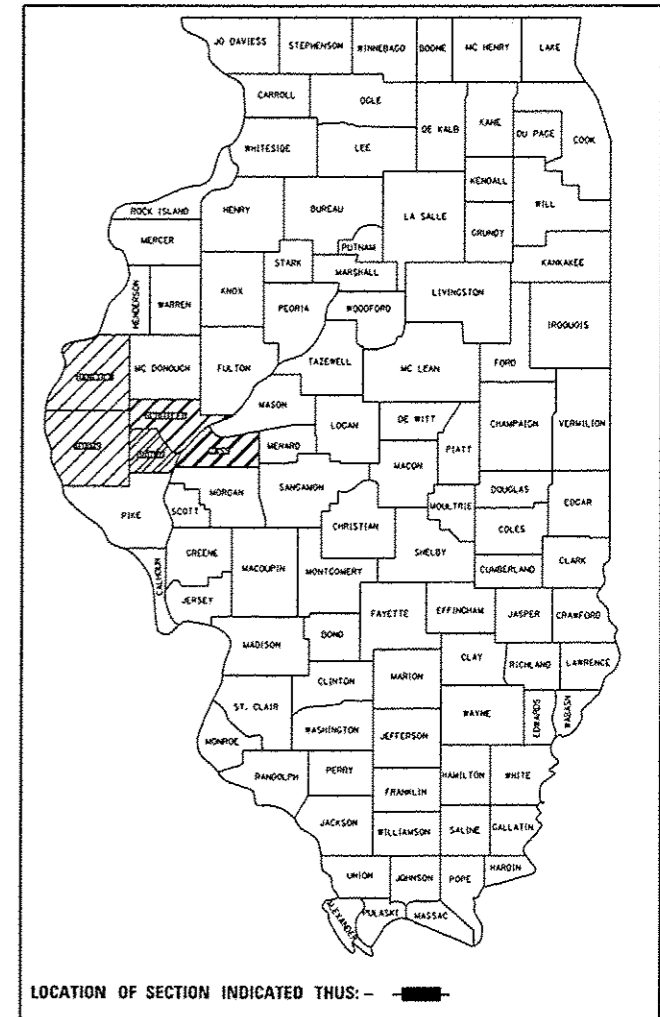 JO DAVIESS STEPHENSON WINNEBAGO BOONE MC HENRY LAKE
CARROLL OGLE DE KALB KANE DU PAGE COOK
WHITESIDE LEE
KENDALL WILL
ROCK ISLAND HENRY BUREAU LA SALLE GRUNDY
MERCER PUTNAM KANKAKEE
STARK MARSHALL
HENDERSON WARREN KNOX PEORIA WOODFORD LIVINGSTON IROQUOIS
MC DONOUGH FULTON TAZEWELL MC LEAN FORD
MASON
LOGAN DE WITT CHAMPAIGN VERMILION
MENARD PIATT
MACON
MORGAN SANGAMON DOUGLAS EDGAR
PIKE SCOTT CHRISTIAN MOULTRIE COLES
GREENE MACOUPIN MONTGOMERY SHELBY CUMBERLAND CLARK
CALHOUN JERSEY
FAYETTE EFFINGHAM JASPER CRAWFORD
MADISON BOND
CLAY RICHLAND LAWRENCE
CLINTON MARION
ST. CLAIR WAYNE EDWARDS WABASH
WASHINGTON JEFFERSON
MONROE
RANDOLPH PERRY HAMILTON WHITE
FRANKLIN
JACKSON WILLIAMSON SALINE GALLATIN
UNION JOHNSON POPE HARDIN
ALEXANDER PULASKI MASSAC
LOCATION OF SECTION INDICATED THUS: -